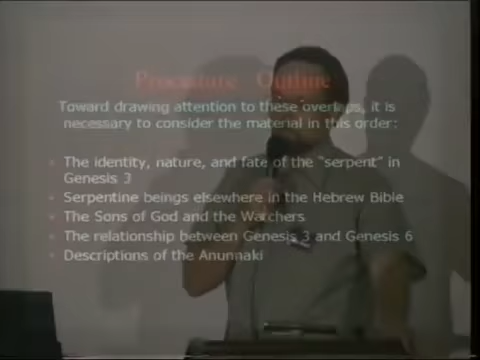 Procedure Outline
Toward drawing attention to these overlaps, it is
necessary to consider the material in this order:
The identity, nature, and fate of the "serpent" in
Genesis 3
Serpentine beings elsewhere in the Hebrew Bible
The Sons of God and the Watchers
The relationship between Genesis 3 and Genesis 6
Descriptions of the Anunnaki